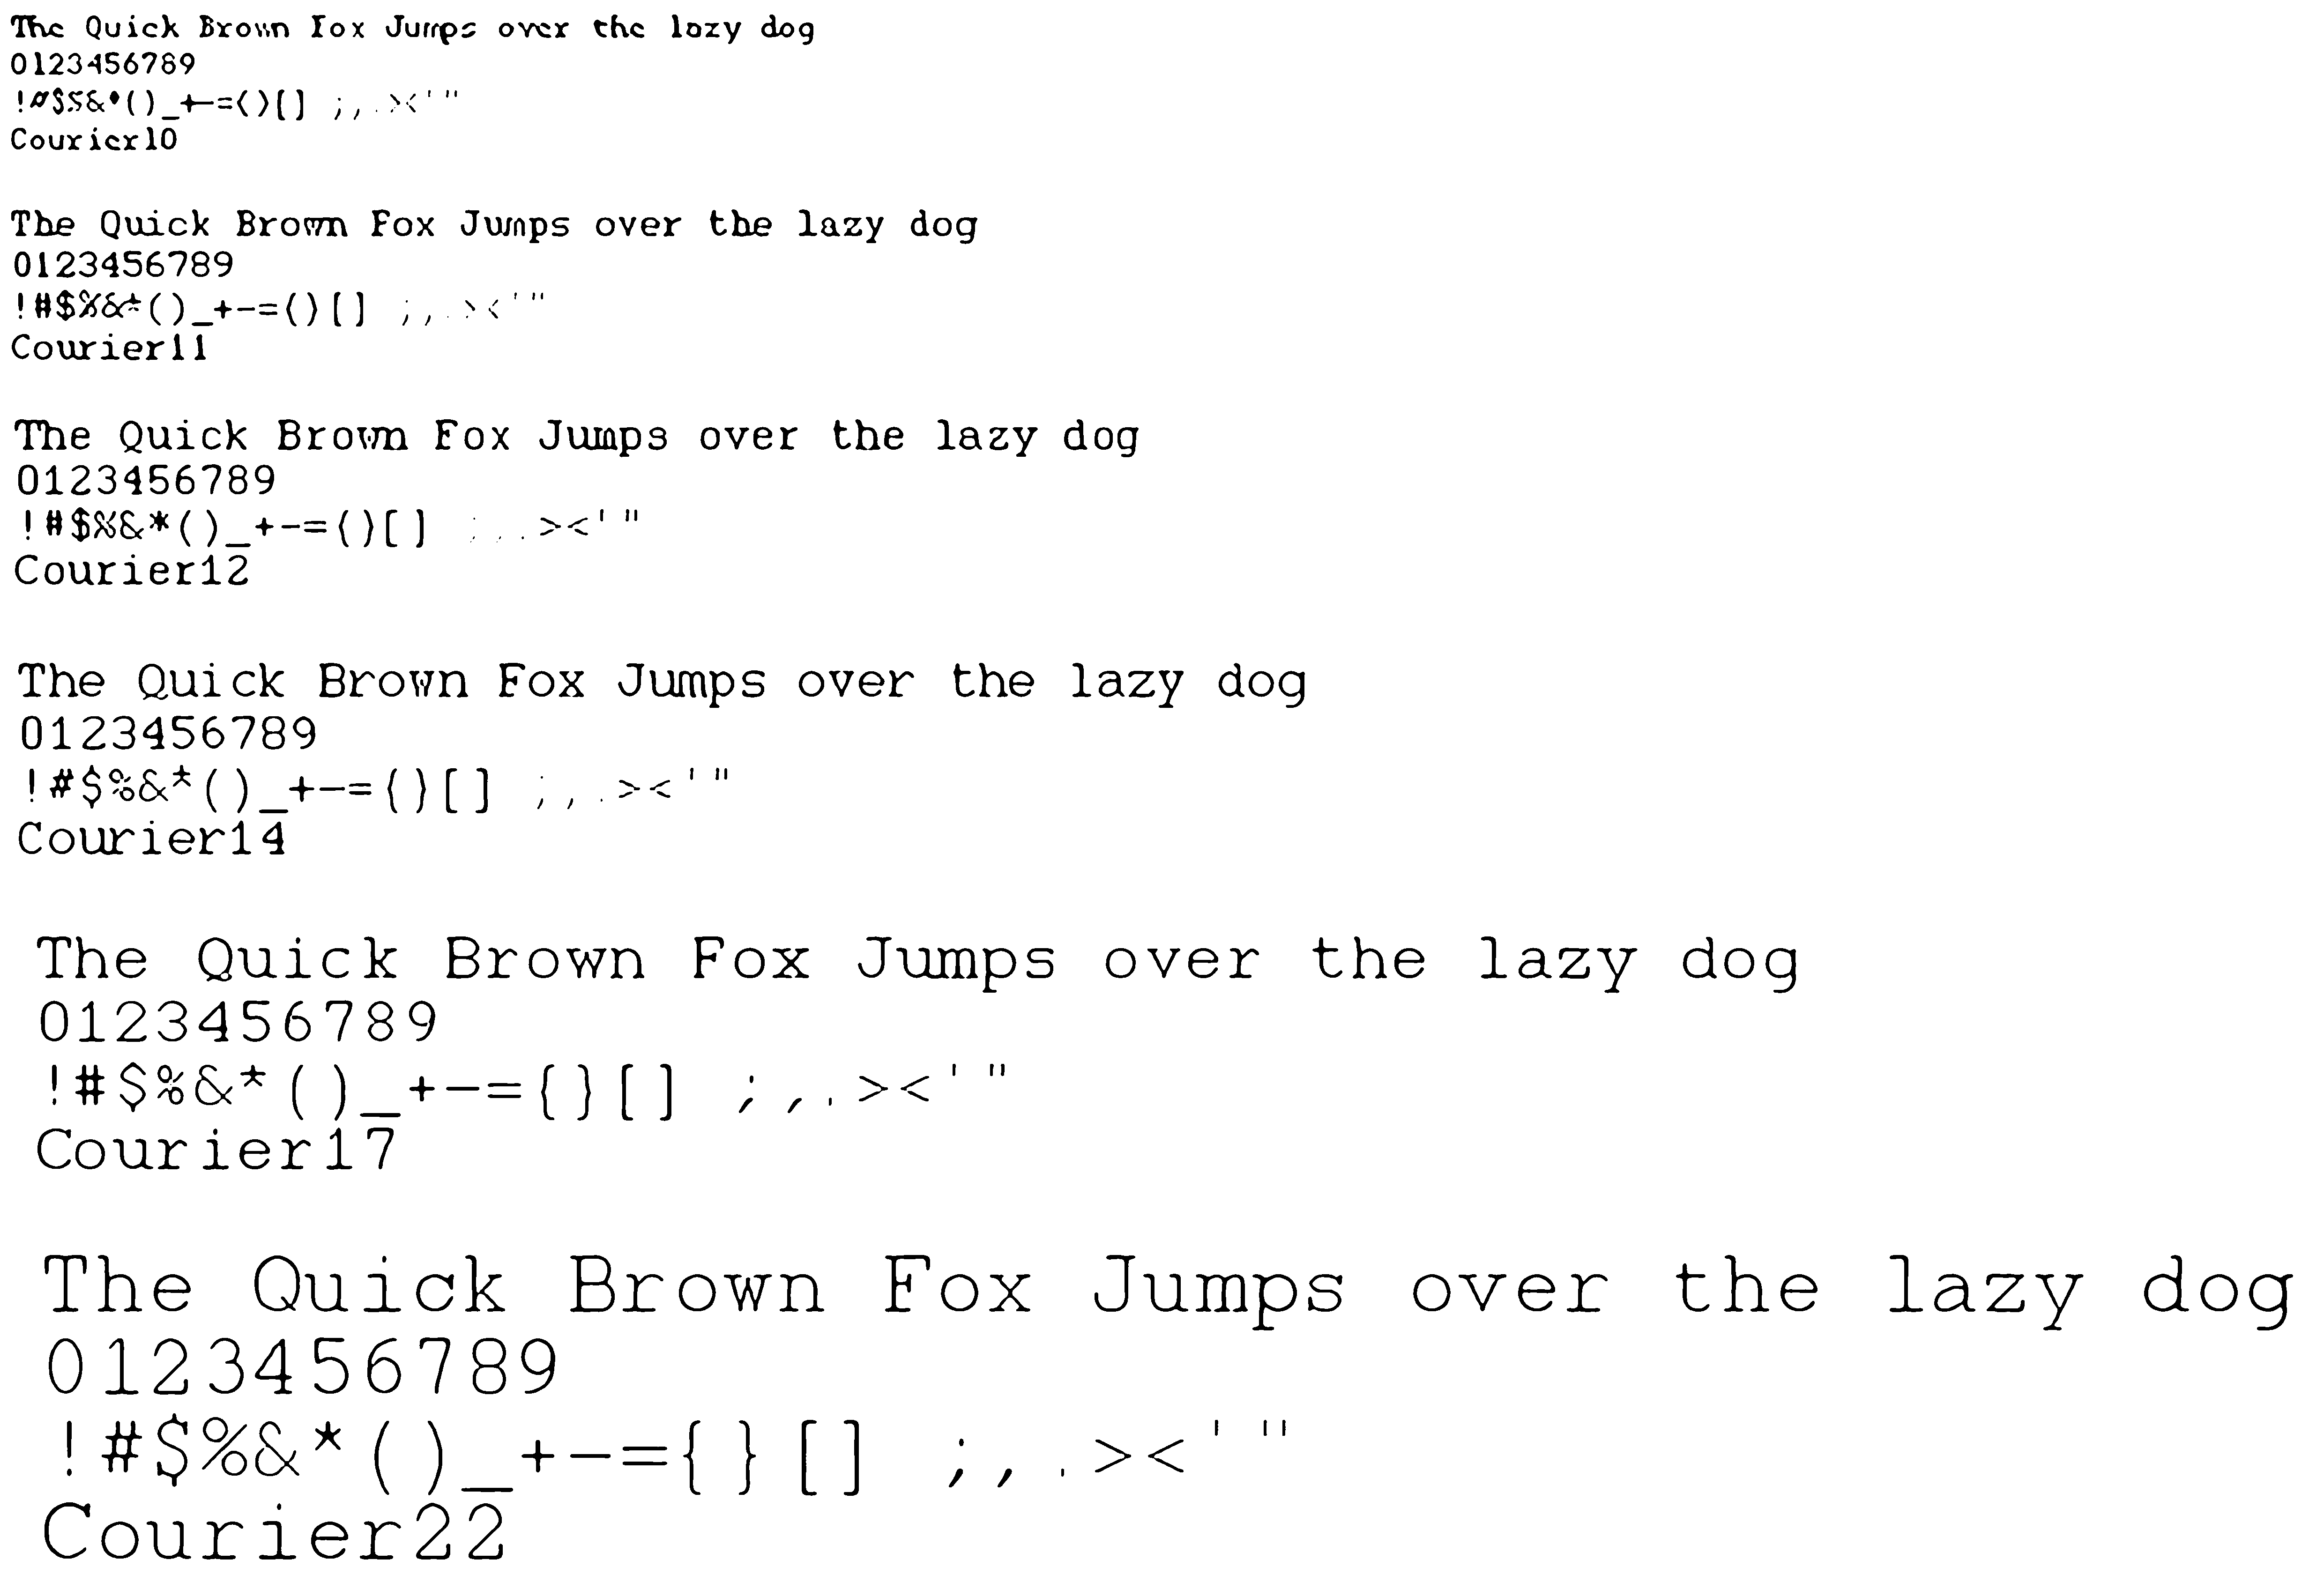 The Quick Brown Fox Jumps over the lazy dog
0123456789
!#$%&*()_+-={}[] ;,.><'"
Courier10
The Quick Brown Fox Jumps over the lazy dog
0123456789
!#$%&*()_+-={}[] ;,.><'"
Courier11
The Quick Brown Fox Jumps over the lazy dog
0123456789
!#$%&*()_+-={}[] ;,.><'"
Courier12
The Quick Brown Fox Jumps over the lazy dog
0123456789
!#$%&*()_+-={}[] ;,.><'"
Courier14
The Quick Brown Fox Jumps over the lazy dog
0123456789
!#$%&*()_+-={}[] ;,.><'"
Courier17
The Quick Brown Fox Jumps over the lazy dog
0123456789
!#$%&*()_+-={}[] ;,.><'"
Courier22